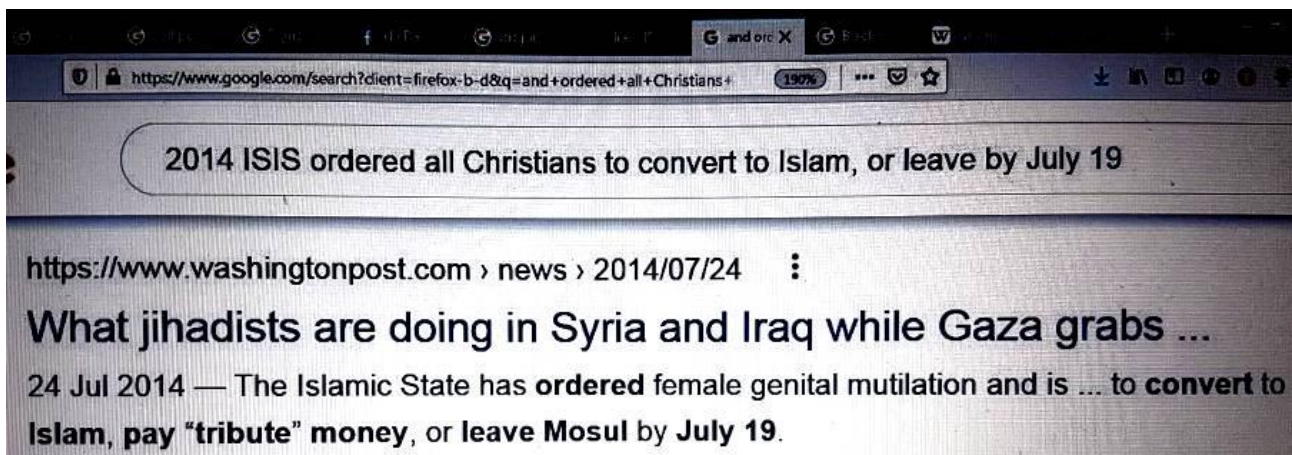 and orc
https://www.google.com/search?client=firefox-b-d&q=and+ordered+all+Christians+ 190%
2014 ISIS ordered all Christians to convert to Islam, or leave by July 19
https://www.washingtonpost.com › news › 2014/07/24
What jihadists are doing in Syria and Iraq while Gaza grabs ...
24 Jul 2014 — The Islamic State has ordered female genital mutilation and is ... to convert to
Islam, pay “tribute” money, or leave Mosul by July 19.